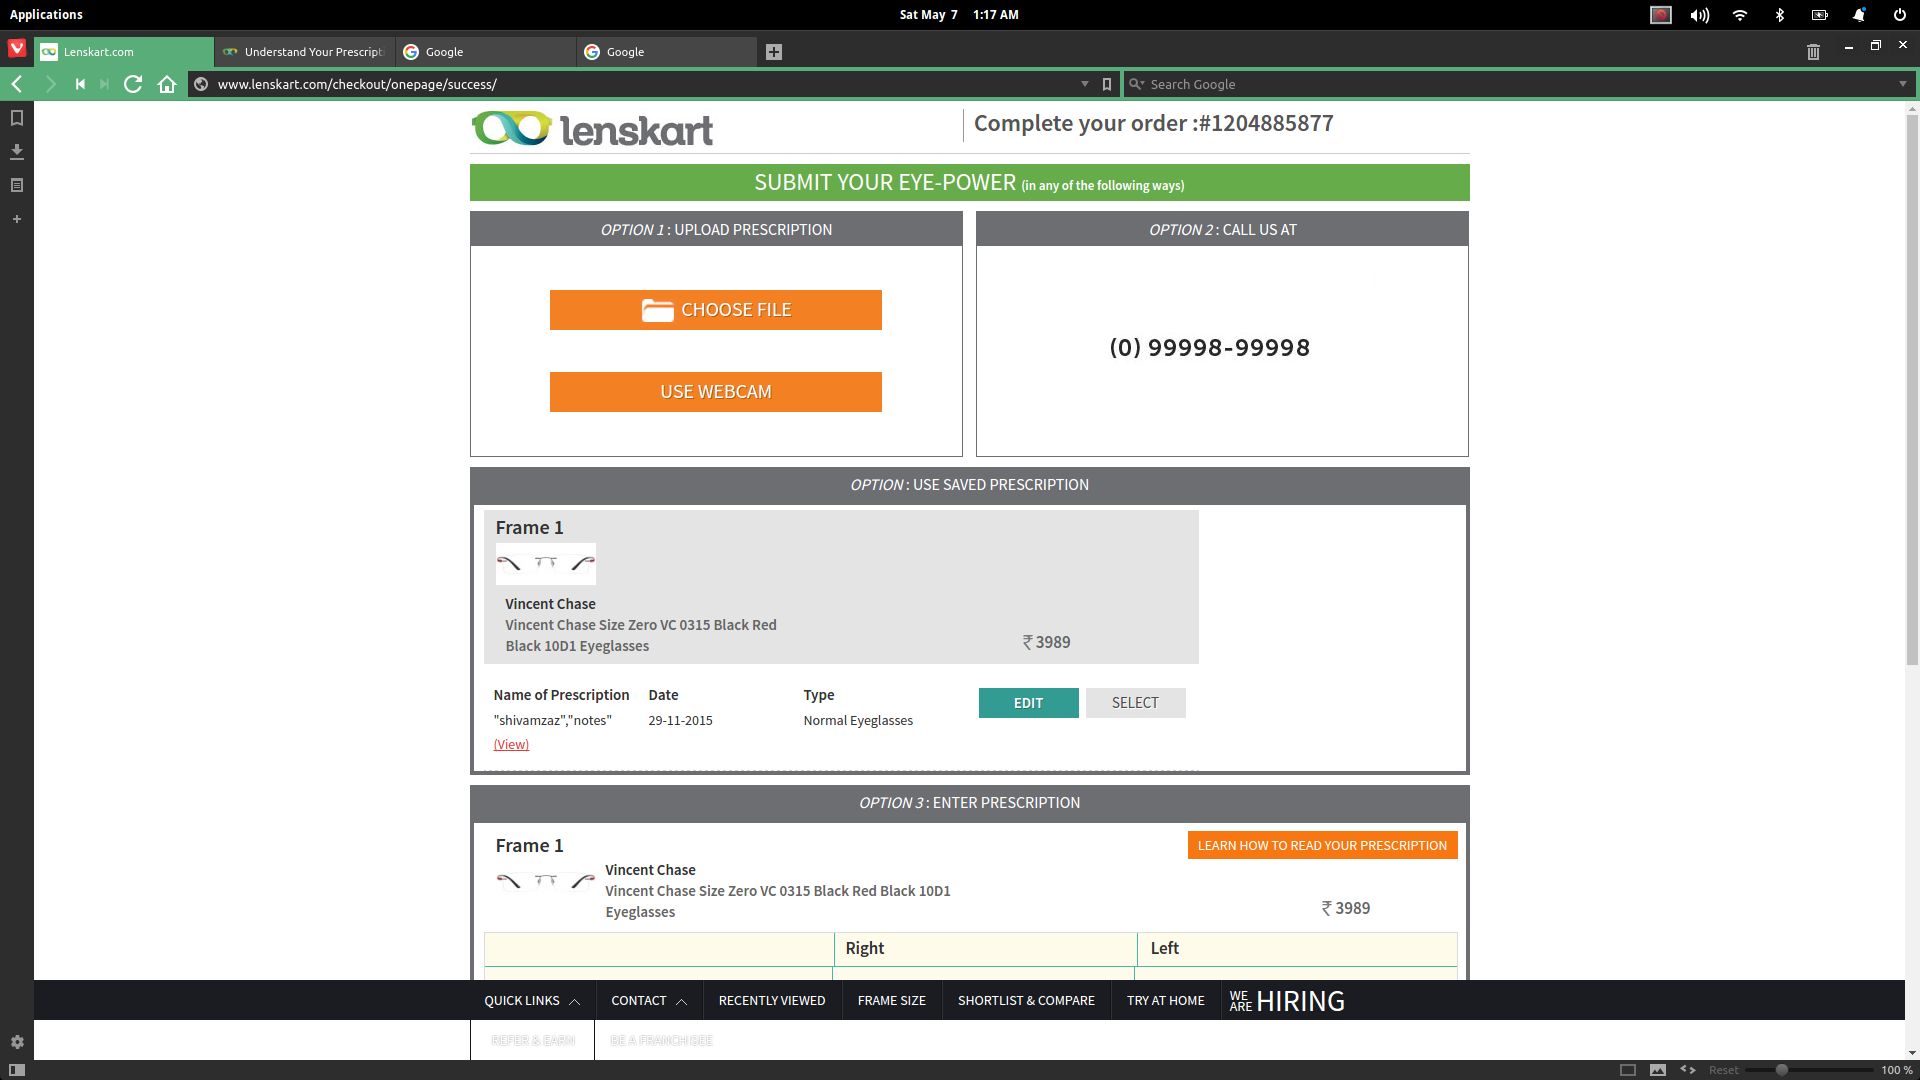 Applications
Sat May 7 1:17 AM
Lenskart.com
Understand Your Prescripti
Google
Google
www.lenskart.com/checkout/onepage/success/
Search Google
lenskart
Complete your order :#1204885877
SUBMIT YOUR EYE-POWER (in any of the following ways)
OPTION 1 : UPLOAD PRESCRIPTION
CHOOSE FILE
USE WEBCAM
OPTION 2 : CALL US AT
(0) 99998-99998
OPTION : USE SAVED PRESCRIPTION
Frame 1
Vincent Chase
Vincent Chase Size Zero VC 0315 Black Red
Black 10D1 Eyeglasses
₹ 3989
Name of Prescription Date Type
"shivamzaz","notes" 29-11-2015 Normal Eyeglasses
(View)
EDIT
SELECT
OPTION 3 : ENTER PRESCRIPTION
Frame 1
LEARN HOW TO READ YOUR PRESCRIPTION
Vincent Chase
Vincent Chase Size Zero VC 0315 Black Red Black 10D1
Eyeglasses
₹ 3989
Right Left
QUICK LINKS CONTACT RECENTLY VIEWED FRAME SIZE SHORTLIST & COMPARE TRY AT HOME WE ARE HIRING
REFER & EARN BE A FRANCHISEE
Reset 100 %